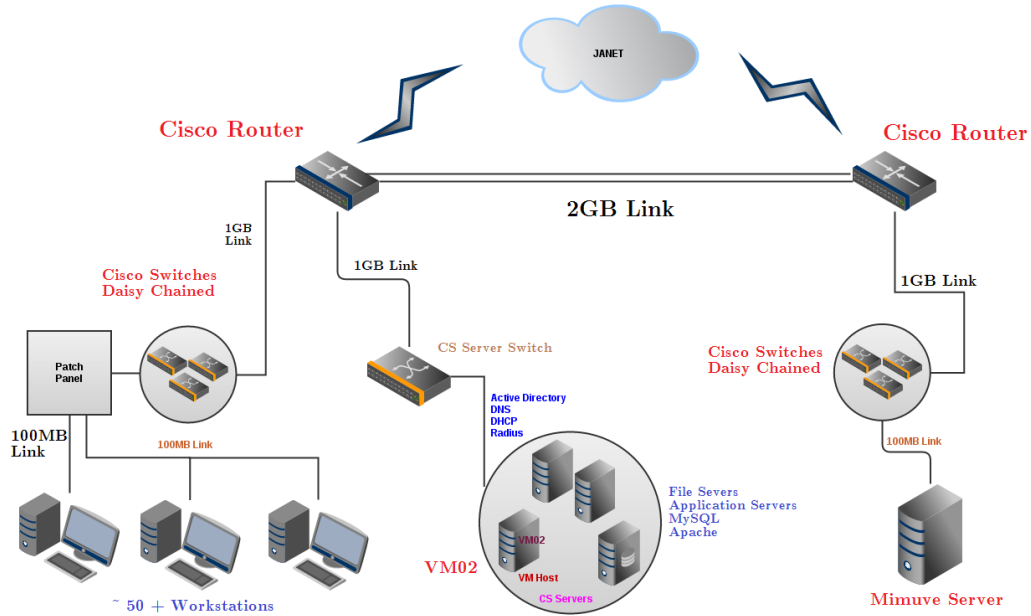 JANET
Cisco Router
Cisco Router
2GB Link
1GB
Link
1GB Link
1GB Link
Cisco Switches
Daisy Chained
CS Server Switch
Cisco Switches
Daisy Chained
Patch
Panel
Active Directory
DNS
DHCP
Radius
100MB
Link
100MB Link
100MB Link
File Severs
Application Servers
MySQL
Apache
VM02
VM02
VM Host
CS Servers
~ 50 + Workstations
Mimuve Server